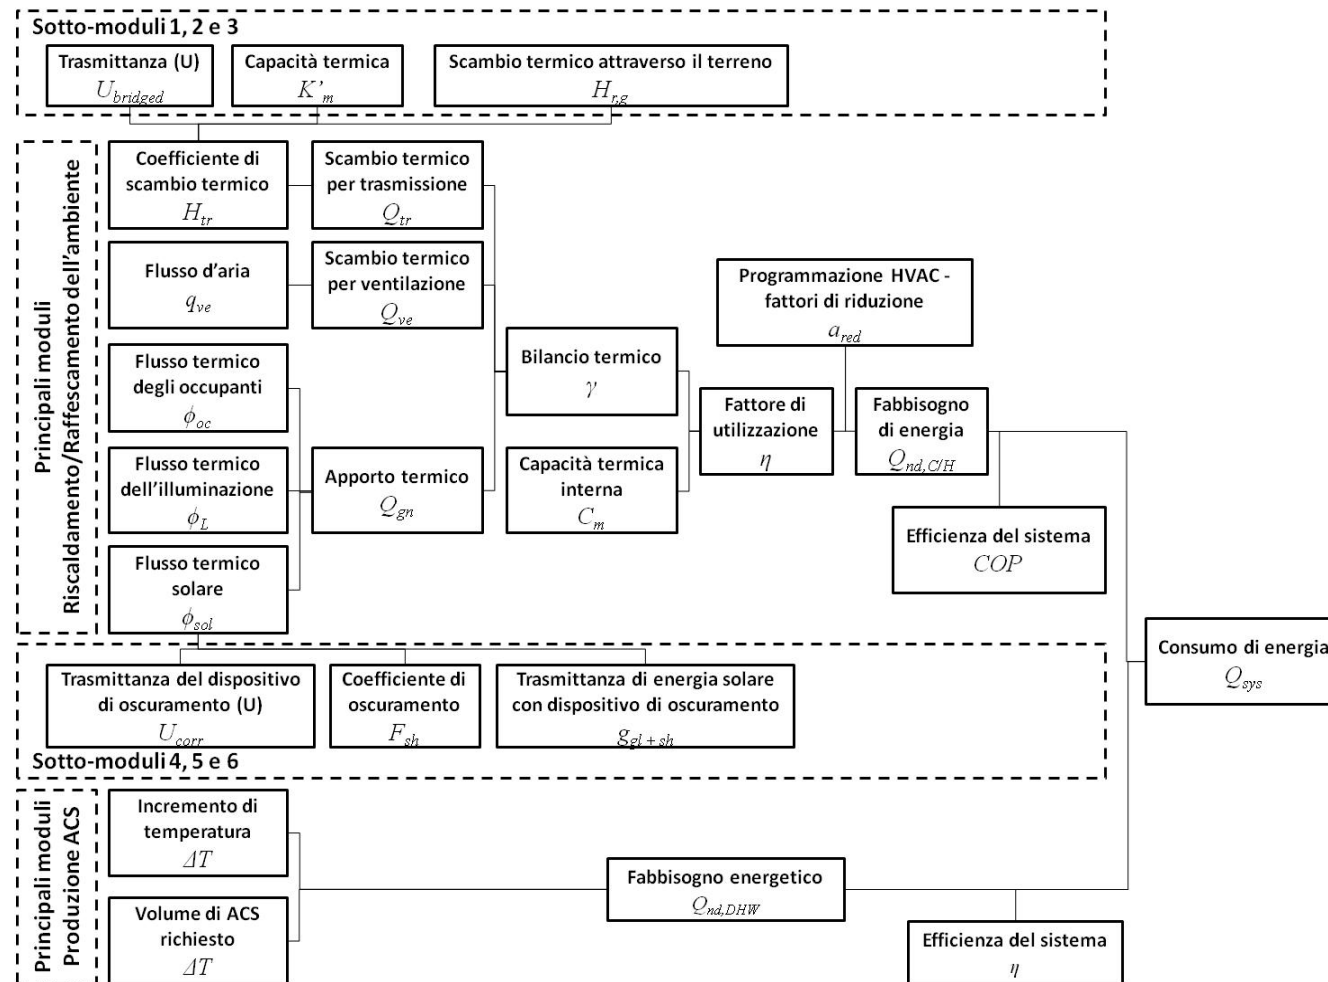 Sotto-moduli 1, 2 e 3
Trasmittanza (U)
U_bridged
Capacità termica
K'_m
Scambio termico attraverso il terreno
H_r,g
Principali moduli
Riscaldamento/Raffescamento dell'ambiente
Coefficiente di
scambio termico
H_tr
Scambio termico
per trasmissione
Q_tr
Flusso d'aria
q_ve
Scambio termico
per ventilazione
Q_ve
Flusso termico
degli occupanti
ϕ_oc
Flusso termico
dell'illuminazione
ϕ_L
Flusso termico
solare
ϕ_sol
Apporto termico
Q_gn
Bilancio termico
γ
Capacità termica
interna
C_m
Programmazione HVAC -
fattori di riduzione
a_red
Fattore di
utilizzazione
η
Fabbisogno
di energia
Q_nd,C/H
Efficienza del sistema
COP
Consumo di energia
Q_sys
Trasmittanza del dispositivo
di oscuramento (U)
U_corr
Coefficiente di
oscuramento
F_sh
Trasmittanza di energia solare
con dispositivo di oscuramento
g_gl + sh
Sotto-moduli 4, 5 e 6
Principali moduli
Produzione ACS
Incremento di
temperatura
ΔT
Volume di ACS
richiesto
ΔT
Fabbisogno energetico
Q_nd,DHW
Efficienza del sistema
η